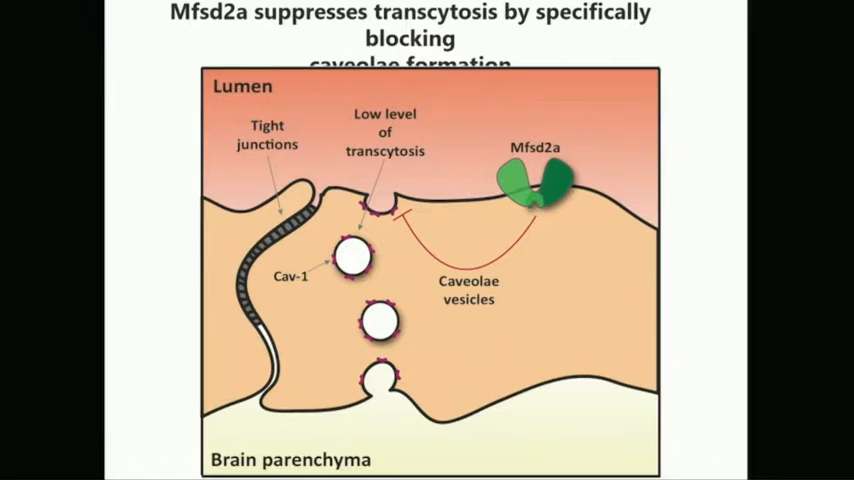 Mfsd2a suppresses transcytosis by specifically
blocking
caveolae formation
Lumen
Tight
junctions
Low level
of
transcytosis
Mfsd2a
Cav-1
Caveolae
vesicles
Brain parenchyma